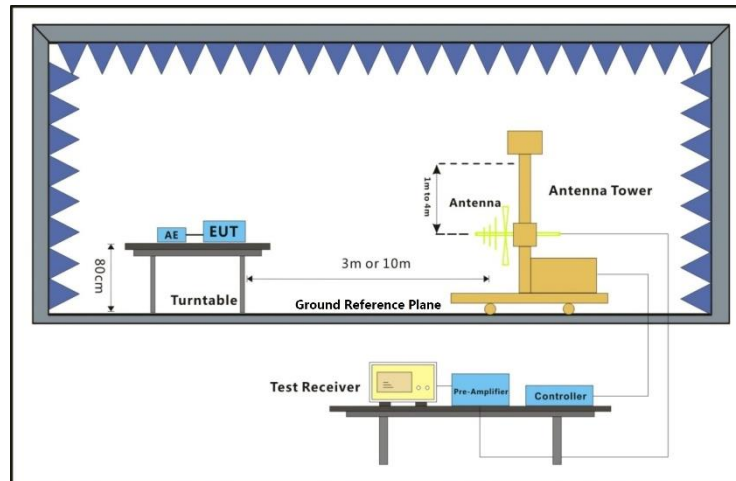 1m to 4m
Antenna
Antenna Tower
AE
EUT
80cm
3m or 10m
Turntable
Ground Reference Plane
Test Receiver
Pre-Amplifier
Controller